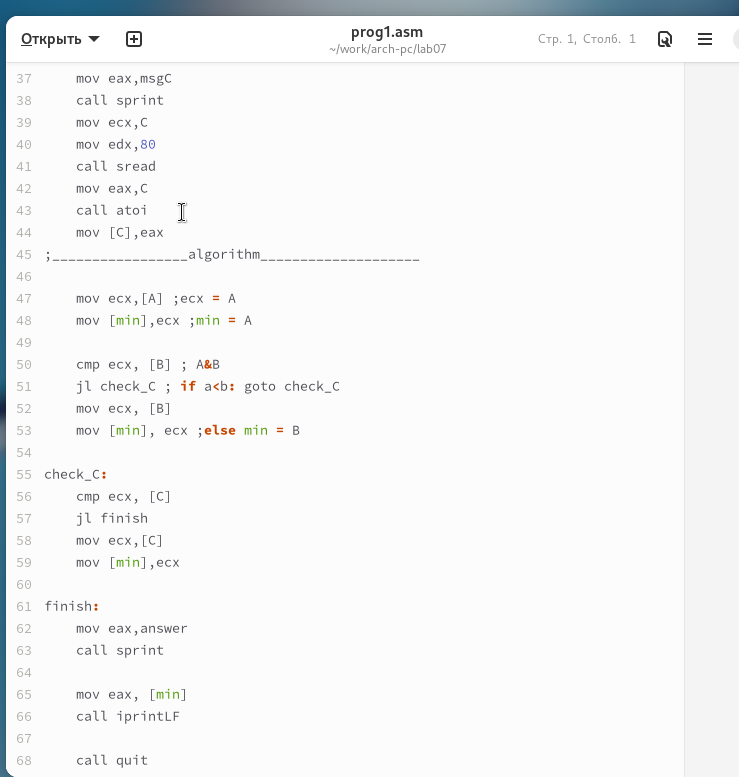 Открыть
prog1.asm
~/work/arch-pc/lab07
Стр. 1, Столб. 1
37 mov eax,msgC
38 call sprint
39 mov ecx,C
40 mov edx,80
41 call sread
42 mov eax,C
43 call atoi
44 mov [C],eax
45 ;_________________algorithm____________________
46
47 mov ecx,[A] ;ecx = A
48 mov [min],ecx ;min = A
49
50 cmp ecx, [B] ; A&B
51 jl check_C ; if a<b: goto check_C
52 mov ecx, [B]
53 mov [min], ecx ;else min = B
54
55 check_C:
56 cmp ecx, [C]
57 jl finish
58 mov ecx,[C]
59 mov [min],ecx
60
61 finish:
62 mov eax,answer
63 call sprint
64
65 mov eax, [min]
66 call iprintLF
67
68 call quit